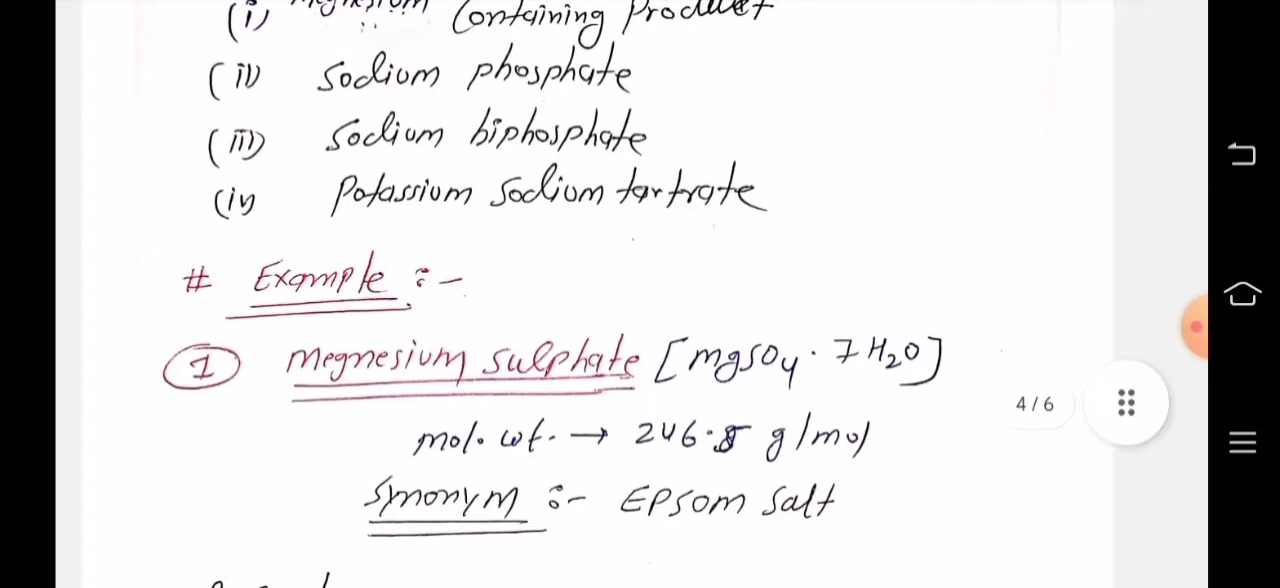 (i) Containing Product
(ii) Sodium phosphate
(iii) Sodium biphosphate
(iv) Potassium Sodium tartrate
# Example :-
1 Megnesium sulphate [mgso4 · 7H2O]
4/6
mol. wt. → 246.5 g/mol
Synonym :- EPSOM Salt